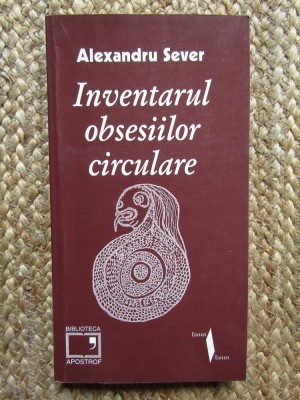 Alexandru Sever
Inventarul
obsesiilor
circulare
BIBLIOTECA
APOSTROF